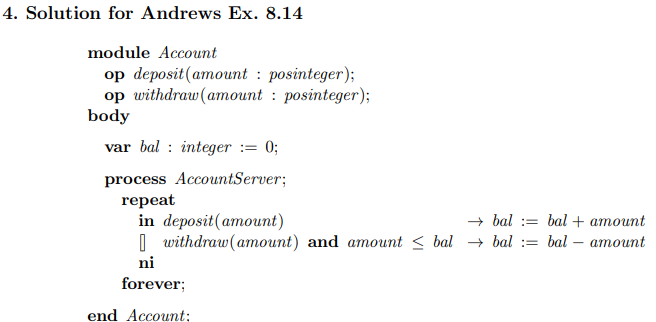 4. Solution for Andrews Ex. 8.14
module Account
op deposit(amount : posinteger);
op withdraw(amount : posinteger);
body
var bal : integer := 0;
process AccountServer;
repeat
in deposit(amount) → bal := bal + amount
[] withdraw(amount) and amount ≤ bal → bal := bal − amount
ni
forever;
end Account;